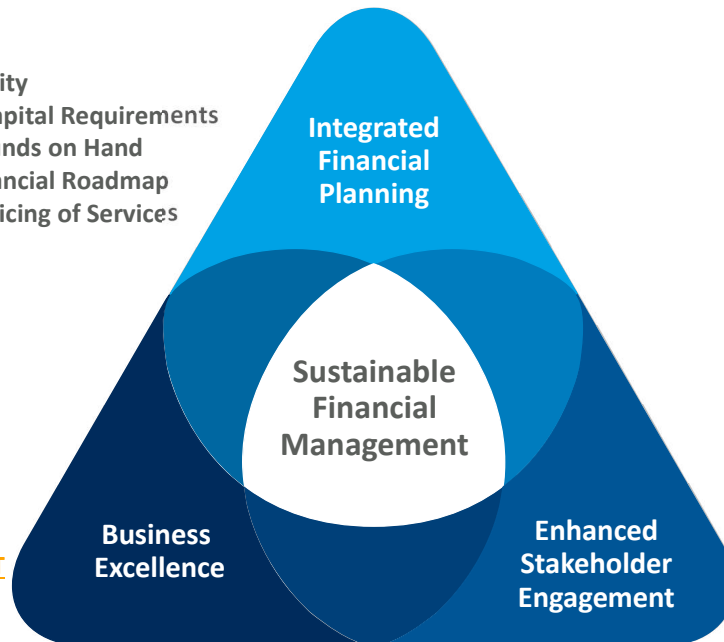 ity
pital Requirements
nds on Hand
ancial Roadmap
icing of Services
Integrated
Financial
Planning
Sustainable
Financial
Management
Business
Excellence
Enhanced
Stakeholder
Engagement